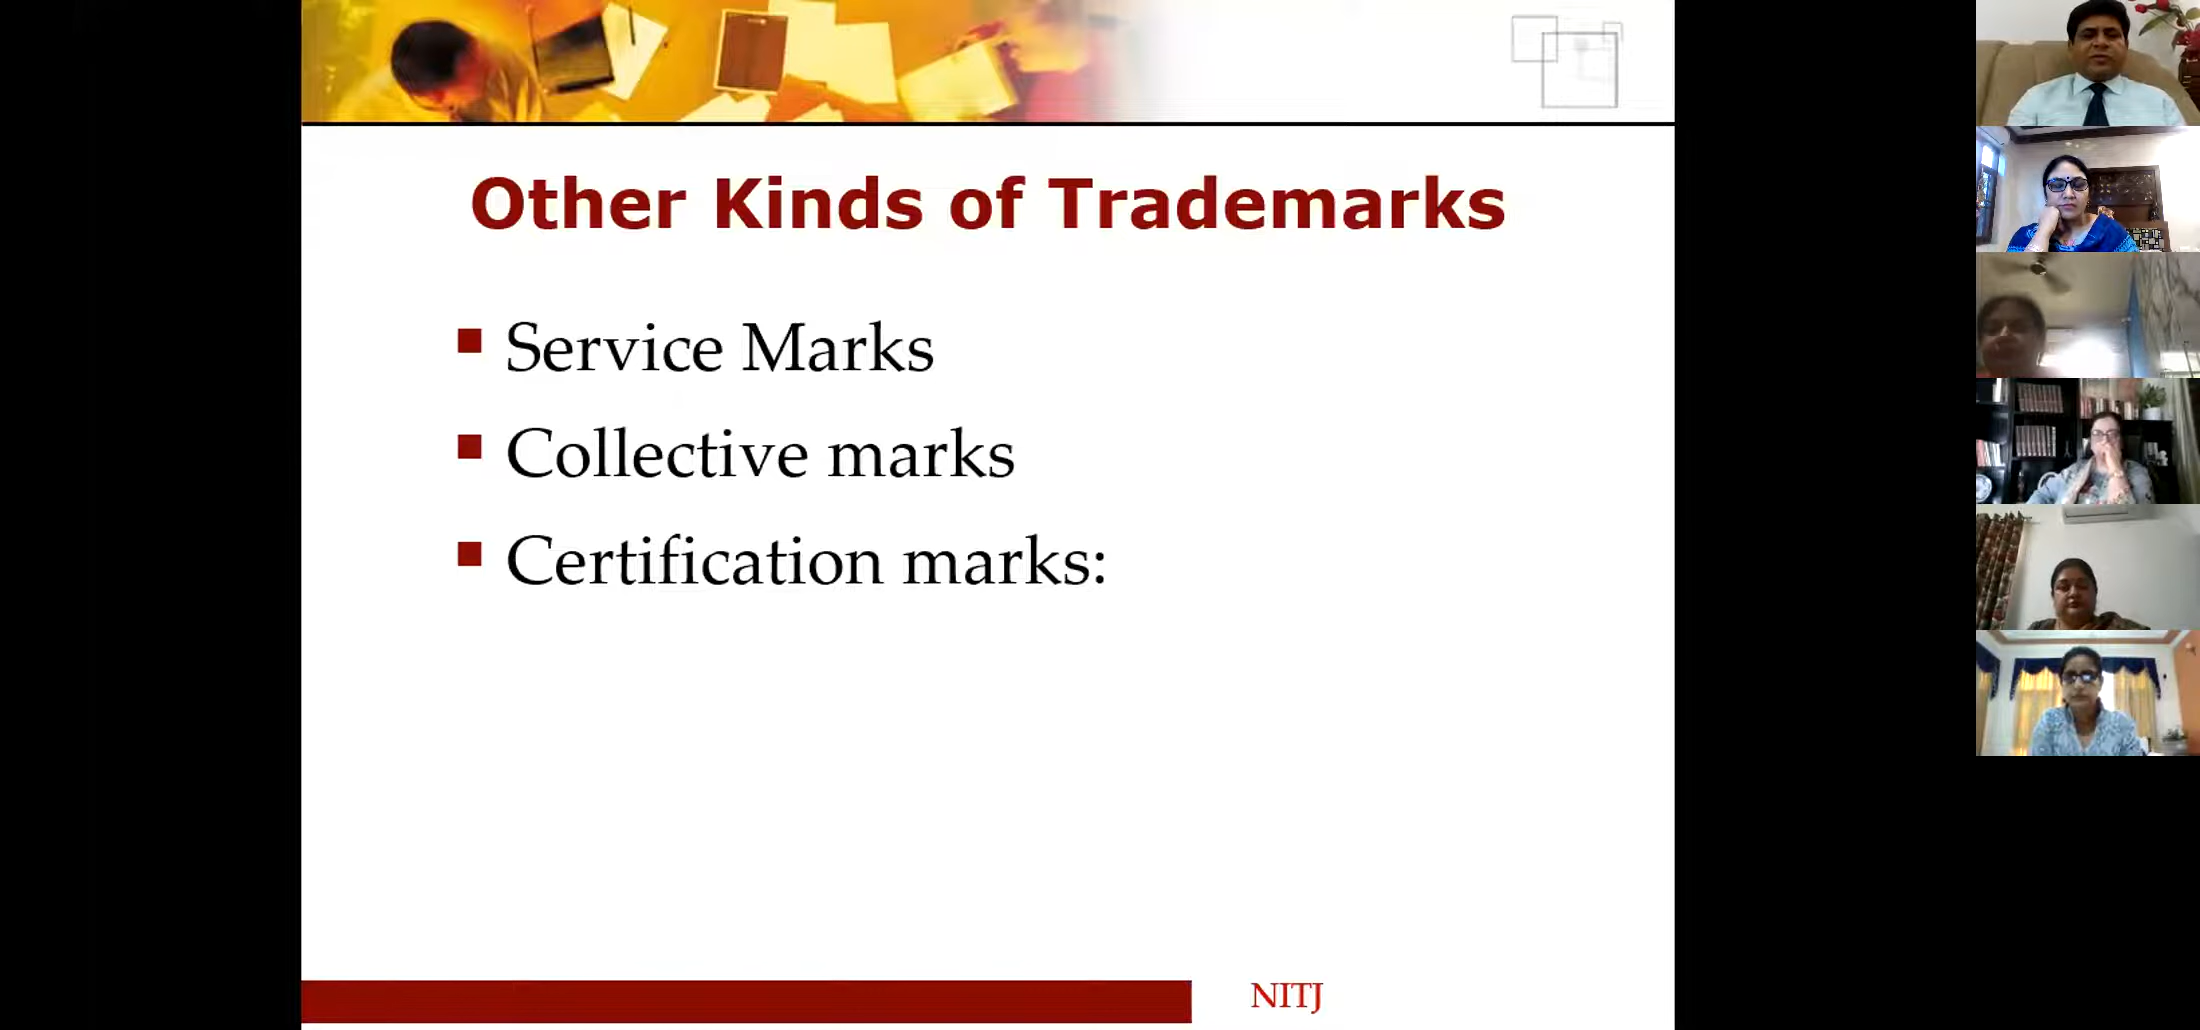 Other Kinds of Trademarks
Service Marks
Collective marks
Certification marks:
NITJ